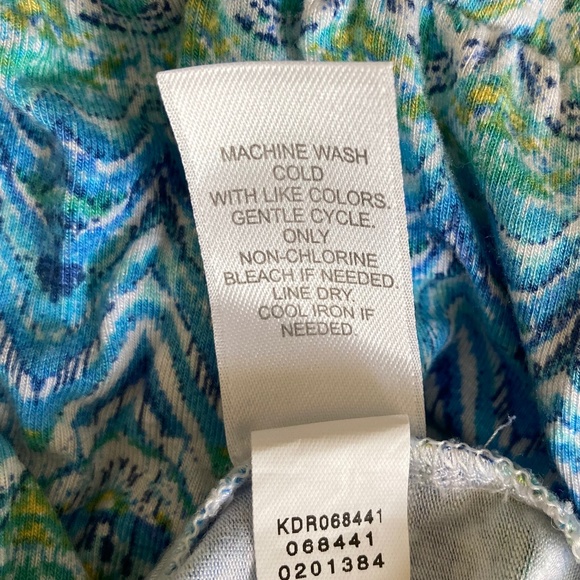 MACHINE WASH
COLD
WITH LIKE COLORS.
GENTLE CYCLE.
ONLY
NON-CHLORINE
BLEACH IF NEEDED.
LINE DRY.
COOL IRON IF
NEEDED.
KDR068441
068441
0201384